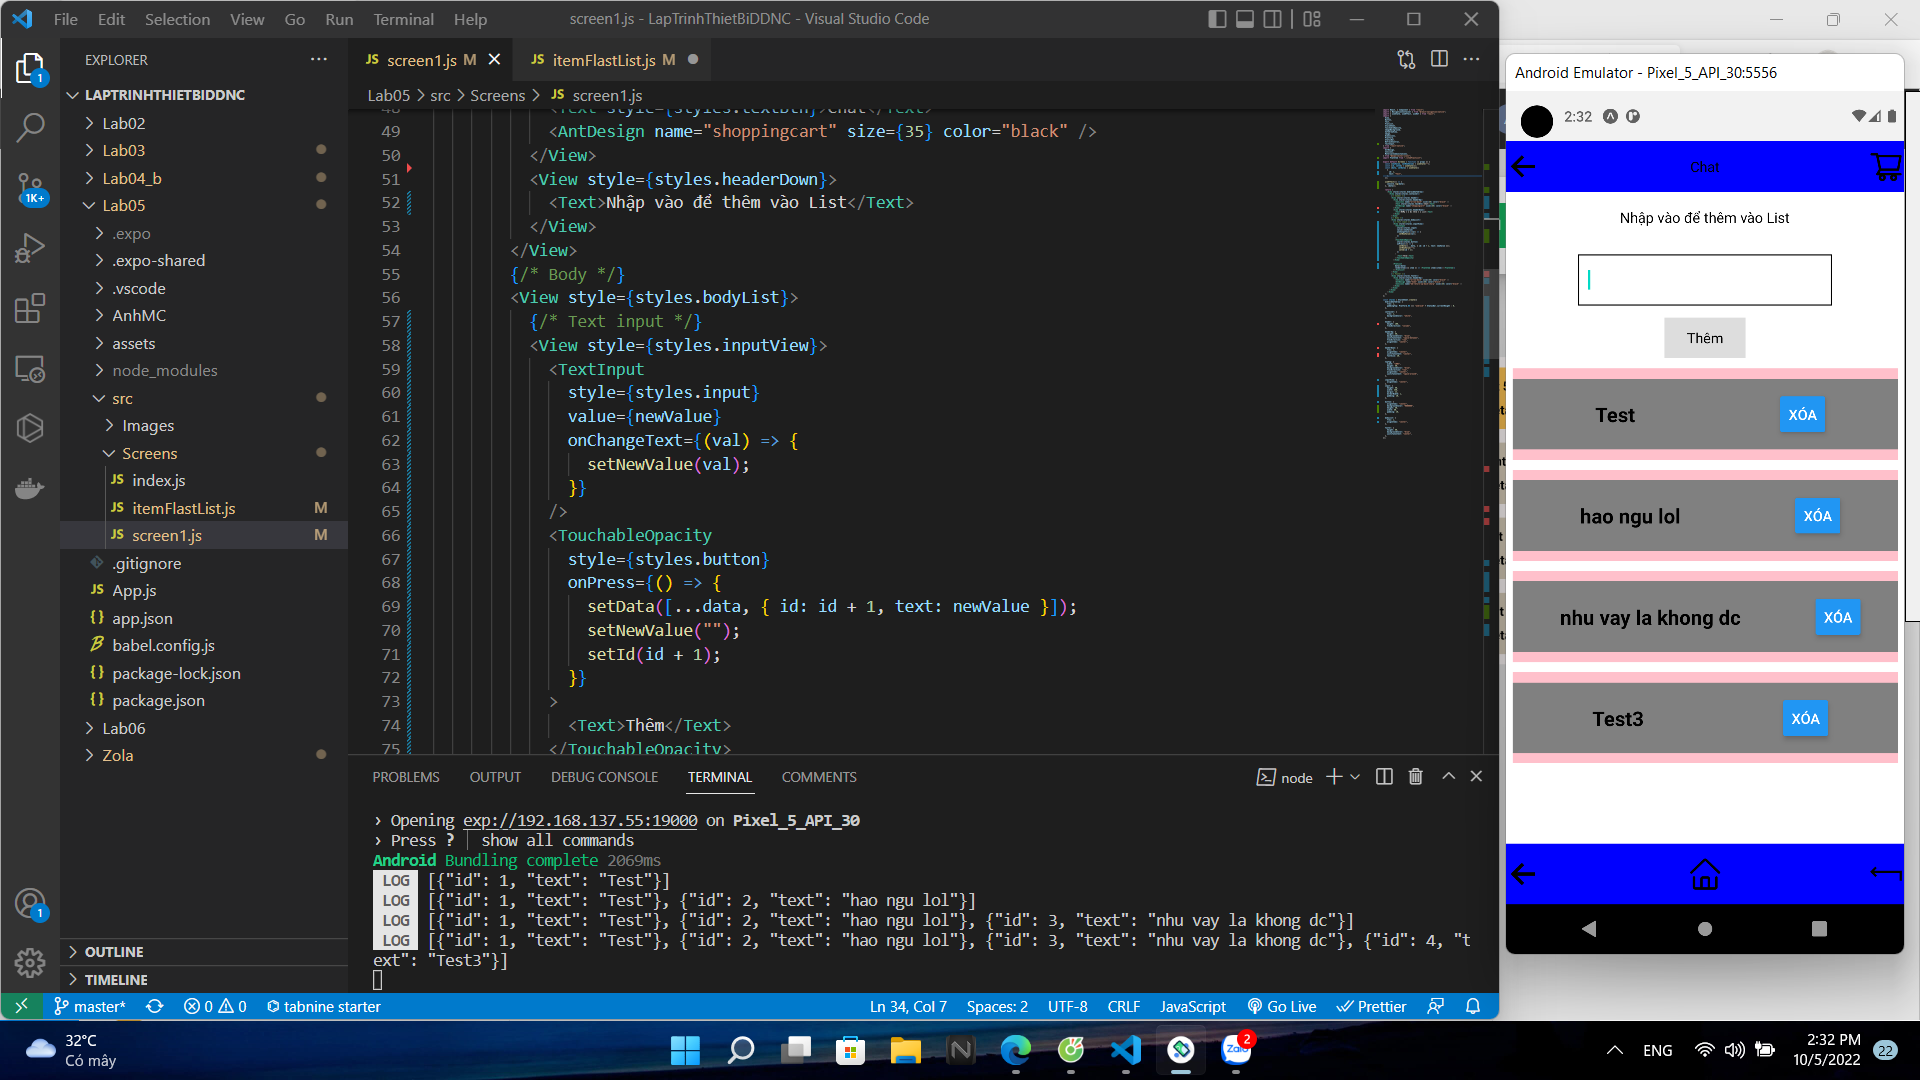 File Edit Selection View Go Run Terminal Help
screen1.js - LapTrinhThietBiDDNC - Visual Studio Code
EXPLORER
LAPTRINHTHIETBIDDNC
Lab02
Lab03
Lab04_b
Lab05
.expo
.expo-shared
.vscode
AnhMC
assets
node_modules
src
Images
Screens
JS index.js
JS itemFlastList.js M
JS screen1.js M
.gitignore
JS App.js
{} app.json
babel.config.js
{} package-lock.json
{} package.json
Lab06
Zola
OUTLINE
TIMELINE
1
1K+
1
JS screen1.js M
JS itemFlastList.js M
Lab05 > src > Screens > JS screen1.js
48 <Text style={styles.textBtn}>Chat</Text>
49 <AntDesign name="shoppingcart" size={35} color="black" />
50 </View>
51 <View style={styles.headerDown}>
52 <Text>Nhập vào để thêm vào List</Text>
53 </View>
54 </View>
55 {/* Body */}
56 <View style={styles.bodyList}>
57 {/* Text input */}
58 <View style={styles.inputView}>
59 <TextInput
60 style={styles.input}
61 value={newValue}
62 onChangeText={(val) => {
63 setNewValue(val);
64 }}
65 />
66 <TouchableOpacity
67 style={styles.button}
68 onPress={() => {
69 setData([...data, { id: id + 1, text: newValue }]);
70 setNewValue("");
71 setId(id + 1);
72 }}
73 >
74 <Text>Thêm</Text>
75 </TouchableOpacity>
PROBLEMS OUTPUT DEBUG CONSOLE TERMINAL COMMENTS
node
› Opening exp://192.168.137.55:19000 on Pixel_5_API_30
› Press ? │ show all commands
Android Bundling complete 2069ms
LOG [{"id": 1, "text": "Test"}]
LOG [{"id": 1, "text": "Test"}, {"id": 2, "text": "hao ngu lol"}]
LOG [{"id": 1, "text": "Test"}, {"id": 2, "text": "hao ngu lol"}, {"id": 3, "text": "nhu vay la khong dc"}]
LOG [{"id": 1, "text": "Test"}, {"id": 2, "text": "hao ngu lol"}, {"id": 3, "text": "nhu vay la khong dc"}, {"id": 4, "t
ext": "Test3"}]
master* 0 0 tabnine starter
Ln 34, Col 7 Spaces: 2 UTF-8 CRLF JavaScript Go Live Prettier
Android Emulator - Pixel_5_API_30:5556
2:32
Chat
Nhập vào để thêm vào List
Thêm
Test XÓA
hao ngu lol XÓA
nhu vay la khong dc XÓA
Test3 XÓA
32°C
Có mây
Zalo
2
ENG
2:32 PM
10/5/2022
22